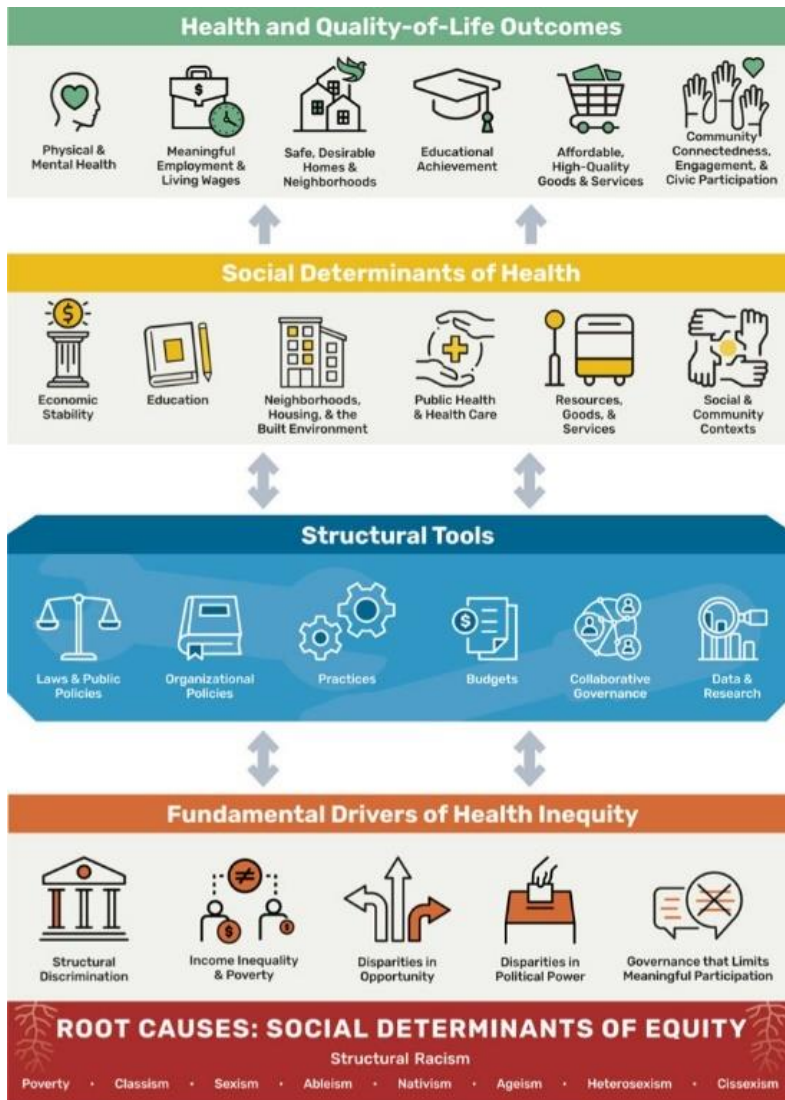 Health and Quality-of-Life Outcomes
Physical &
Mental Health
Meaningful
Employment &
Living Wages
Safe, Desirable
Homes &
Neighborhoods
Educational
Achievement
Affordable,
High-Quality
Goods & Services
Community
Connectedness,
Engagement, &
Civic Participation
Social Determinants of Health
Economic
Stability
Education
Neighborhoods,
Housing, & the
Built Environment
Public Health
& Health Care
Resources,
Goods, &
Services
Social &
Community
Contexts
Structural Tools
Laws & Public
Policies
Organizational
Policies
Practices
Budgets
Collaborative
Governance
Data &
Research
Fundamental Drivers of Health Inequity
Structural
Discrimination
Income Inequality
& Poverty
Disparities in
Opportunity
Disparities in
Political Power
Governance that Limits
Meaningful Participation
ROOT CAUSES: SOCIAL DETERMINANTS OF EQUITY
Structural Racism
Poverty • Classism • Sexism • Ableism • Nativism • Ageism • Heterosexism • Cissexism